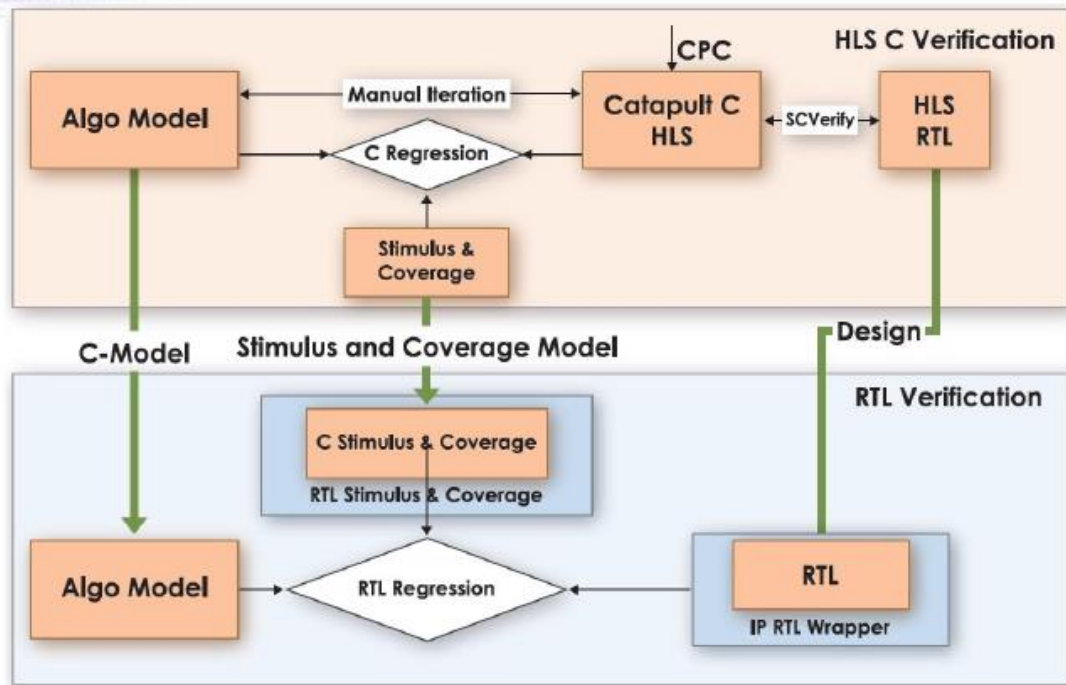 CPC
HLS C Verification
Algo Model
Manual Iteration
Catapult C
HLS
SCVerify
HLS
RTL
C Regression
Stimulus &
Coverage
C-Model
Stimulus and Coverage Model
Design
RTL Verification
C Stimulus & Coverage
RTL Stimulus & Coverage
Algo Model
RTL Regression
RTL
IP RTL Wrapper